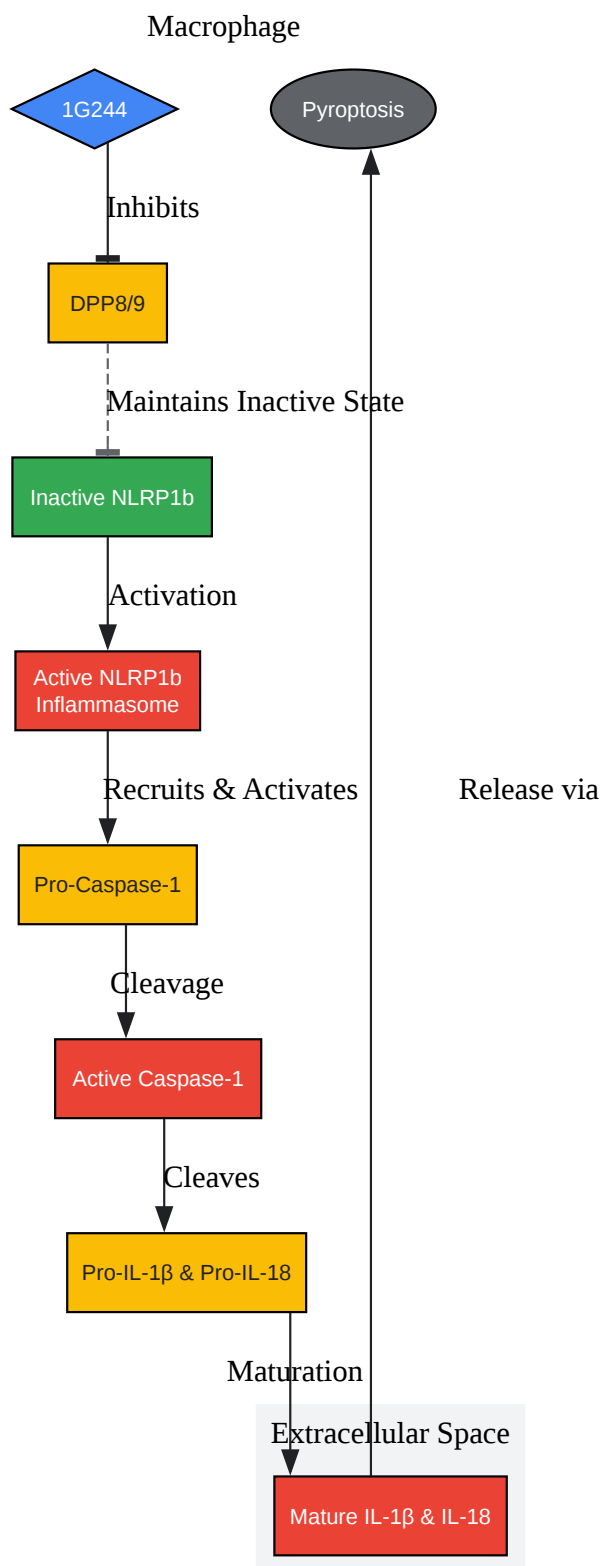 Macrophage
1G244
Pyroptosis
Inhibits
DPP8/9
Maintains Inactive State
Inactive NLRP1b
Activation
Active NLRP1b
Inflammasome
Recruits & Activates
Release via
Pro-Caspase-1
Cleavage
Active Caspase-1
Cleaves
Pro-IL-1β & Pro-IL-18
Maturation
Extracellular Space
Mature IL-1β & IL-18